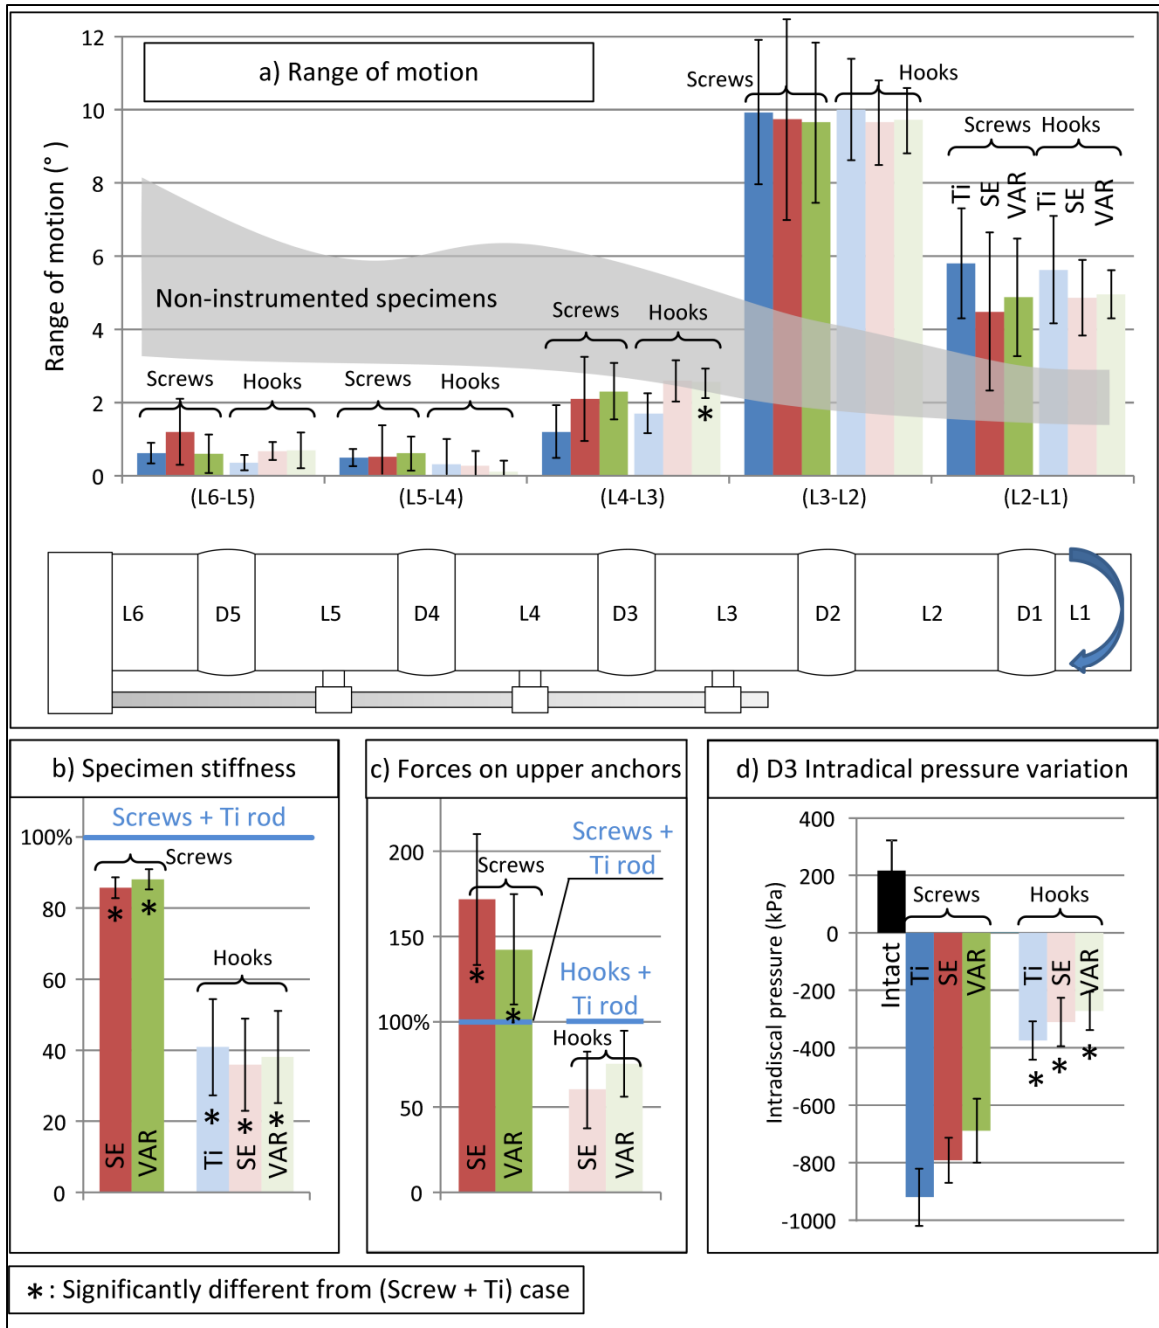 a) Range of motion
Range of motion (° )
12
10
8
6
4
2
0
Non-instrumented specimens
Screws
Hooks
Screws
Hooks
Screws
Hooks
Screws
Hooks
Screws Hooks
Ti SE VAR Ti SE VAR
*
(L6-L5) (L5-L4) (L4-L3) (L3-L2) (L2-L1)
L6 D5 L5 D4 L4 D3 L3 D2 L2 D1 L1
b) Specimen stiffness
Screws + Ti rod
100%
80
60
40
20
0
Screws
* *
SE VAR
Hooks
* * *
Ti SE VAR
c) Forces on upper anchors
200
150
100%
50
0
Screws +
Ti rod
Screws
* *
SE VAR
Hooks +
Ti rod
Hooks
SE VAR
d) D3 Intradical pressure variation
Intradiscal pressure (kPa)
400
200
0
-200
-400
-600
-800
-1000
Intact
Screws
Ti SE VAR
Hooks
Ti SE VAR
* * *
* : Significantly different from (Screw + Ti) case